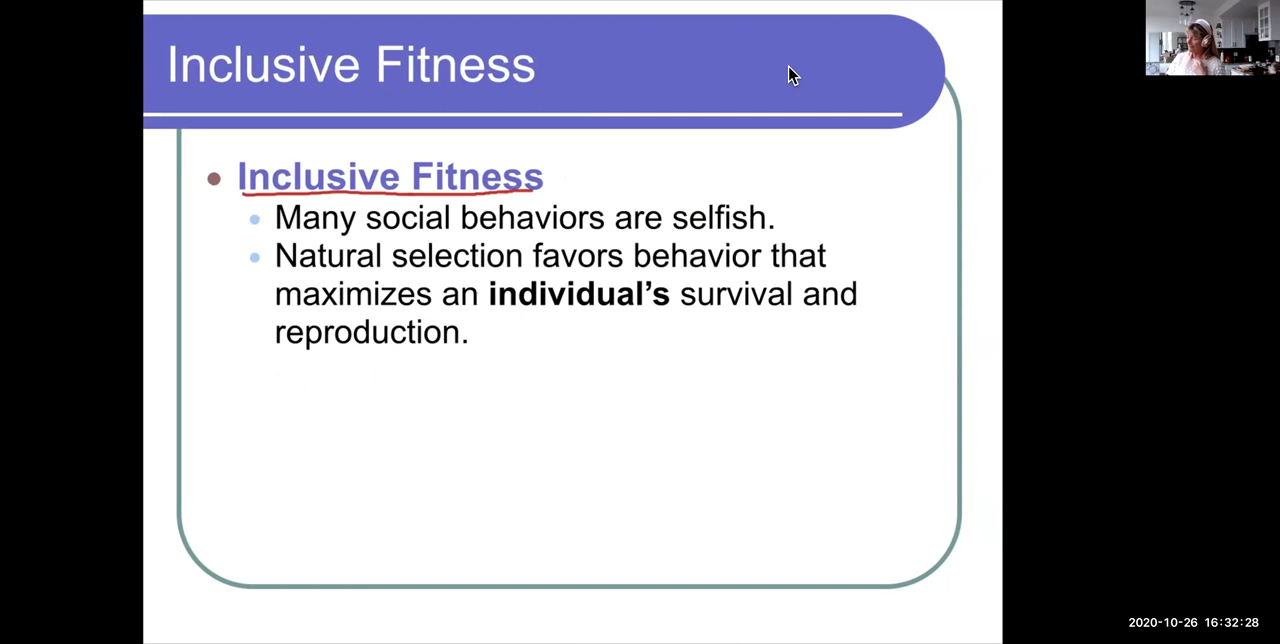 Inclusive Fitness
Inclusive Fitness
Many social behaviors are selfish.
Natural selection favors behavior that
maximizes an individual’s survival and
reproduction.
2020-10-26 16:32:28